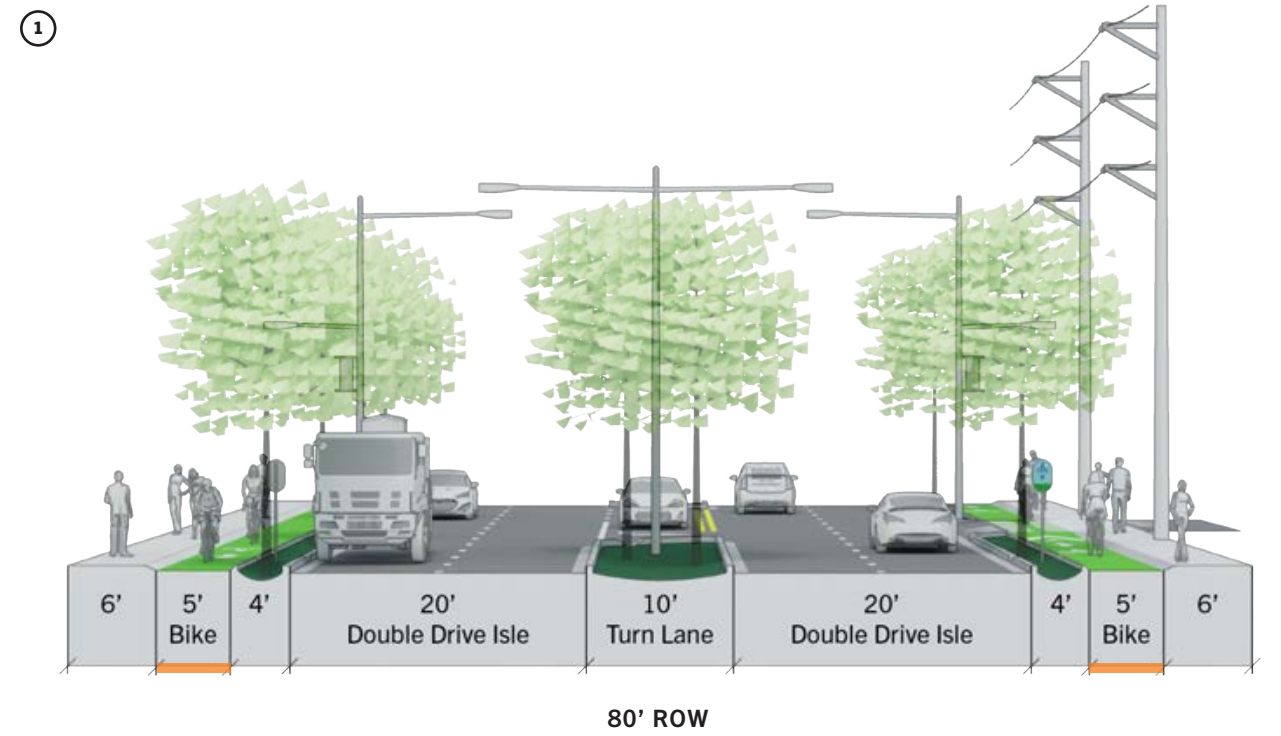 1
6’
5’
Bike
4’
20’
Double Drive Isle
10’
Turn Lane
20’
Double Drive Isle
4’
5’
Bike
6’
80’ ROW